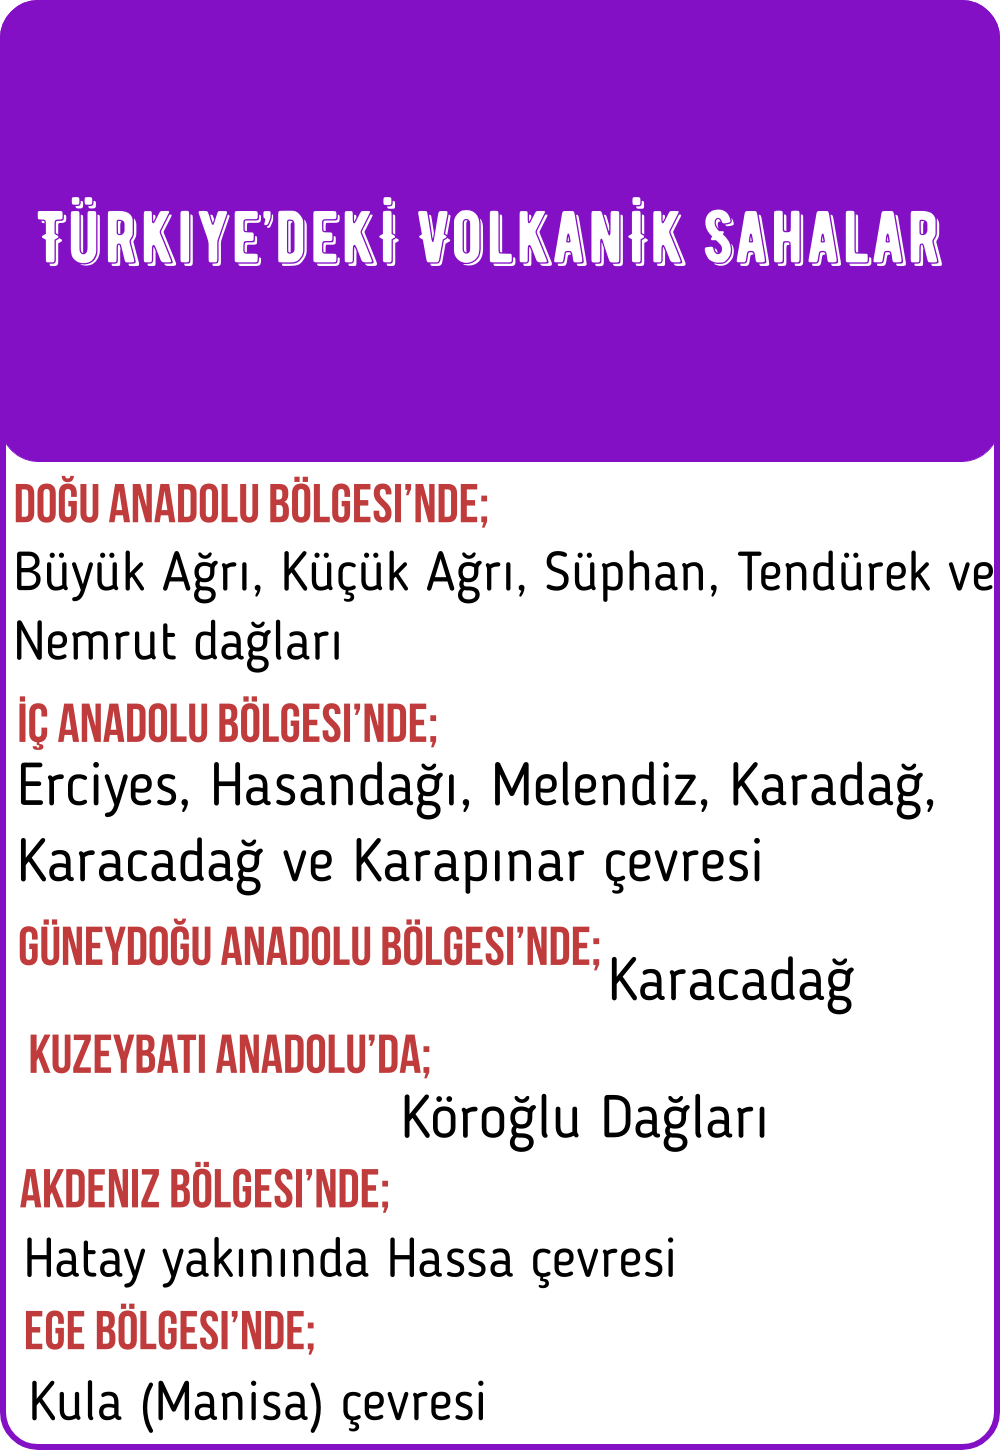 TÜRKIYE'DEKİ VOLKANİK SAHALAR
DOĞU ANADOLU BÖLGESI'NDE;
Büyük Ağrı, Küçük Ağrı, Süphan, Tendürek ve
Nemrut dağları
İÇ ANADOLU BÖLGESI'NDE;
Erciyes, Hasandağı, Melendiz, Karadağ,
Karacadağ ve Karapınar çevresi
GÜNEYDOĞU ANADOLU BÖLGESI'NDE;
Karacadağ
KUZEYBATI ANADOLU'DA;
Köroğlu Dağları
AKDENIZ BÖLGESI'NDE;
Hatay yakınında Hassa çevresi
EGE BÖLGESI'NDE;
Kula (Manisa) çevresi